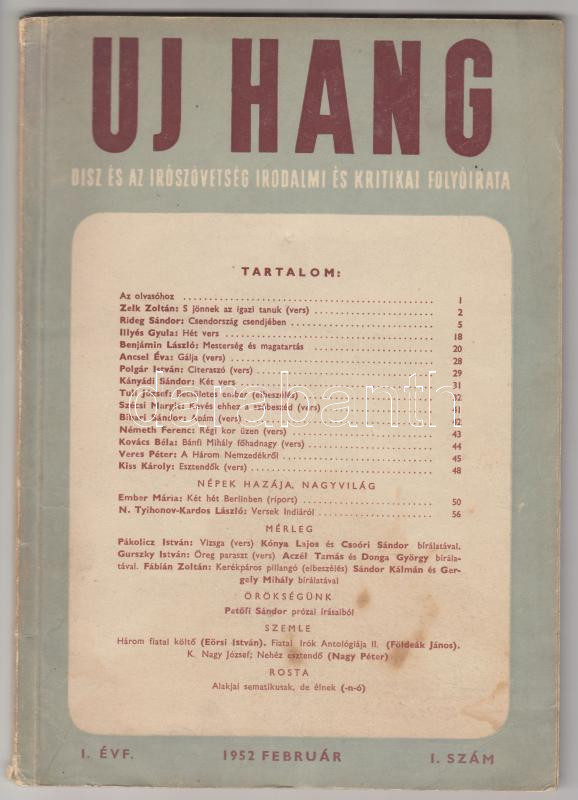 UJ HANG
DISZ ÉS AZ IRÓSZÖVETSÉG IRODALMI ÉS KRITIKAI FOLYÓIRATA
TARTALOM:
Az olvasóhoz 1
Zelk Zoltán: S jönnek az igazi tanuk (vers) 2
Rideg Sándor: Csendország csendjében 5
Illyés Gyula: Hét vers 18
Benjámin László: Mesterség és magatartás 20
Ancsel Éva: Gálja (vers) 28
Polgár István: Citeraszó (vers) 29
Kányádi Sándor: Két vers 31
Tuli József: Becsületes ember (elbeszélés) 32
Szécsi Margit: Kevés ehhez a szóbeszéd (vers) 41
Bihari Sándor: Apám (vers) 42
Németh Ferenc: Régi kor üzen (vers) 43
Kovács Béla: Bánfi Mihály főhadnagy (vers) 44
Veres Péter: A Három Nemzedékről 45
Kiss Károly: Esztendők (vers) 48
NÉPEK HAZÁJA, NAGYVILÁG
Ember Mária: Két hét Berlinben (riport) 50
N. Tyihonov-Kardos László: Versek Indiáról 56
MÉRLEG
Pákolicz István: Vizsga (vers) Kónya Lajos és Csoóri Sándor bírálatával.
Gurszky István: Öreg paraszt (vers) Aczél Tamás és Donga György bírála-
tával. Fábián Zoltán: Kerékpáros pillangó (elbeszélés) Sándor Kálmán és Ger-
gely Mihály bírálatával
ÖRÖKSÉGÜNK
Petőfi Sándor prózai írásaiból
SZEMLE
Három fiatal költő (Eörsi István). Fiatal Irók Antológiája II. (Földeák János).
K. Nagy József; Nehéz esztendő (Nagy Péter)
ROSTA
Alakjai sematikusak, de élnek (-n-ó)
I. ÉVF. 1952 FEBRUÁR I. SZÁM
darabanth